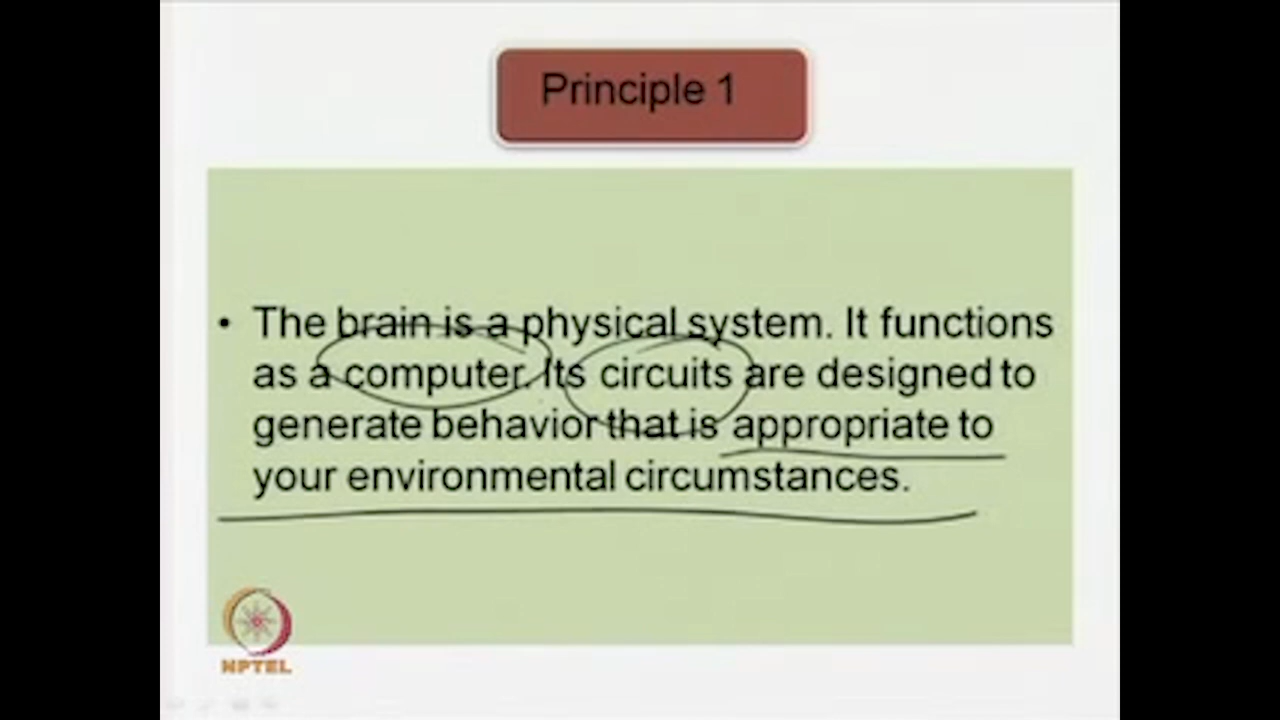 Principle 1
• The brain is a physical system. It functions
as a computer. Its circuits are designed to
generate behavior that is appropriate to
your environmental circumstances.
NPTEL